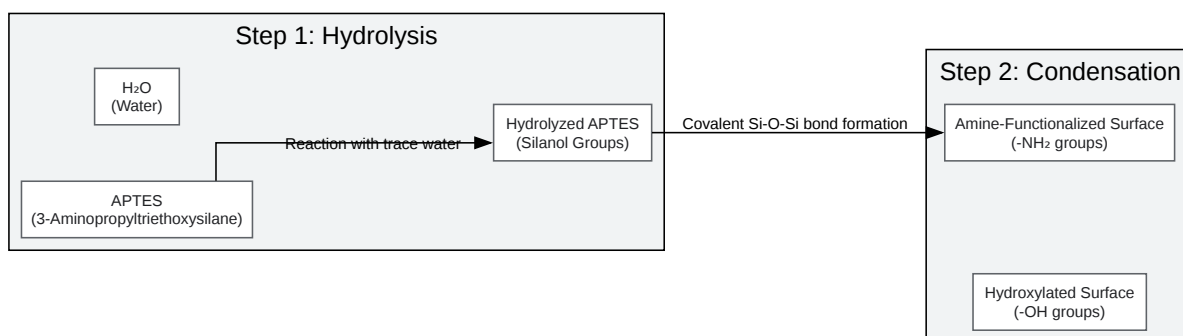 Step 1: Hydrolysis
H₂O
(Water)
APTES
(3-Aminopropyltriethoxysilane)
Reaction with trace water
Hydrolyzed APTES
(Silanol Groups)
Covalent Si-O-Si bond formation
Step 2: Condensation
Amine-Functionalized Surface
(-NH₂ groups)
Hydroxylated Surface
(-OH groups)